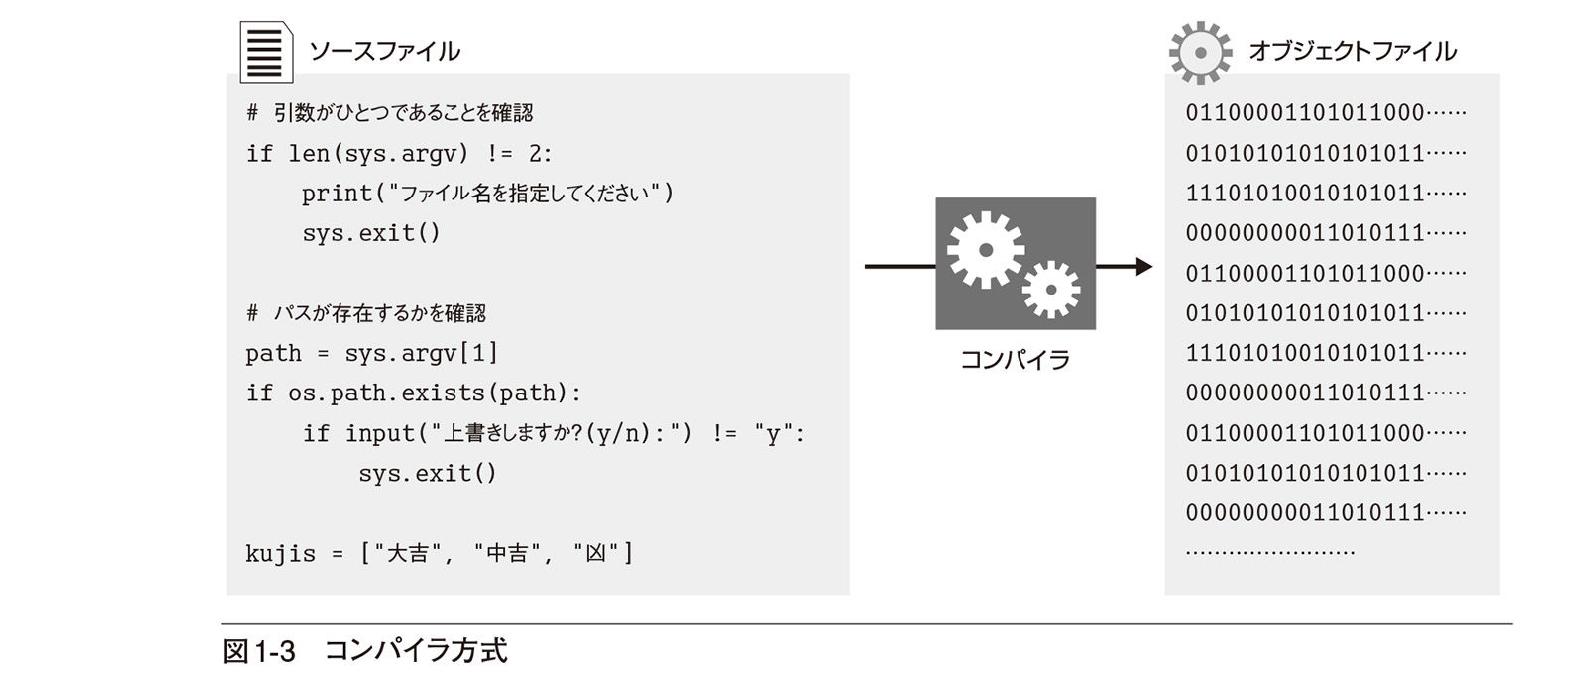 ソースファイル
# 引数がひとつであることを確認
if len(sys.argv) != 2:
    print("ファイル名を指定してください")
    sys.exit()
# パスが存在するかを確認
path = sys.argv[1]
if os.path.exists(path):
    if input("上書きしますか?(y/n):") != "y":
        sys.exit()
kujis = ["大吉", "中吉", "凶"]
コンパイラ
オブジェクトファイル
01100001101011000……
01010101010101011……
11101010010101011……
00000000011010111……
01100001101011000……
01010101010101011……
11101010010101011……
00000000011010111……
01100001101011000……
01010101010101011……
00000000011010111……
……………………
図1-3 コンパイラ方式